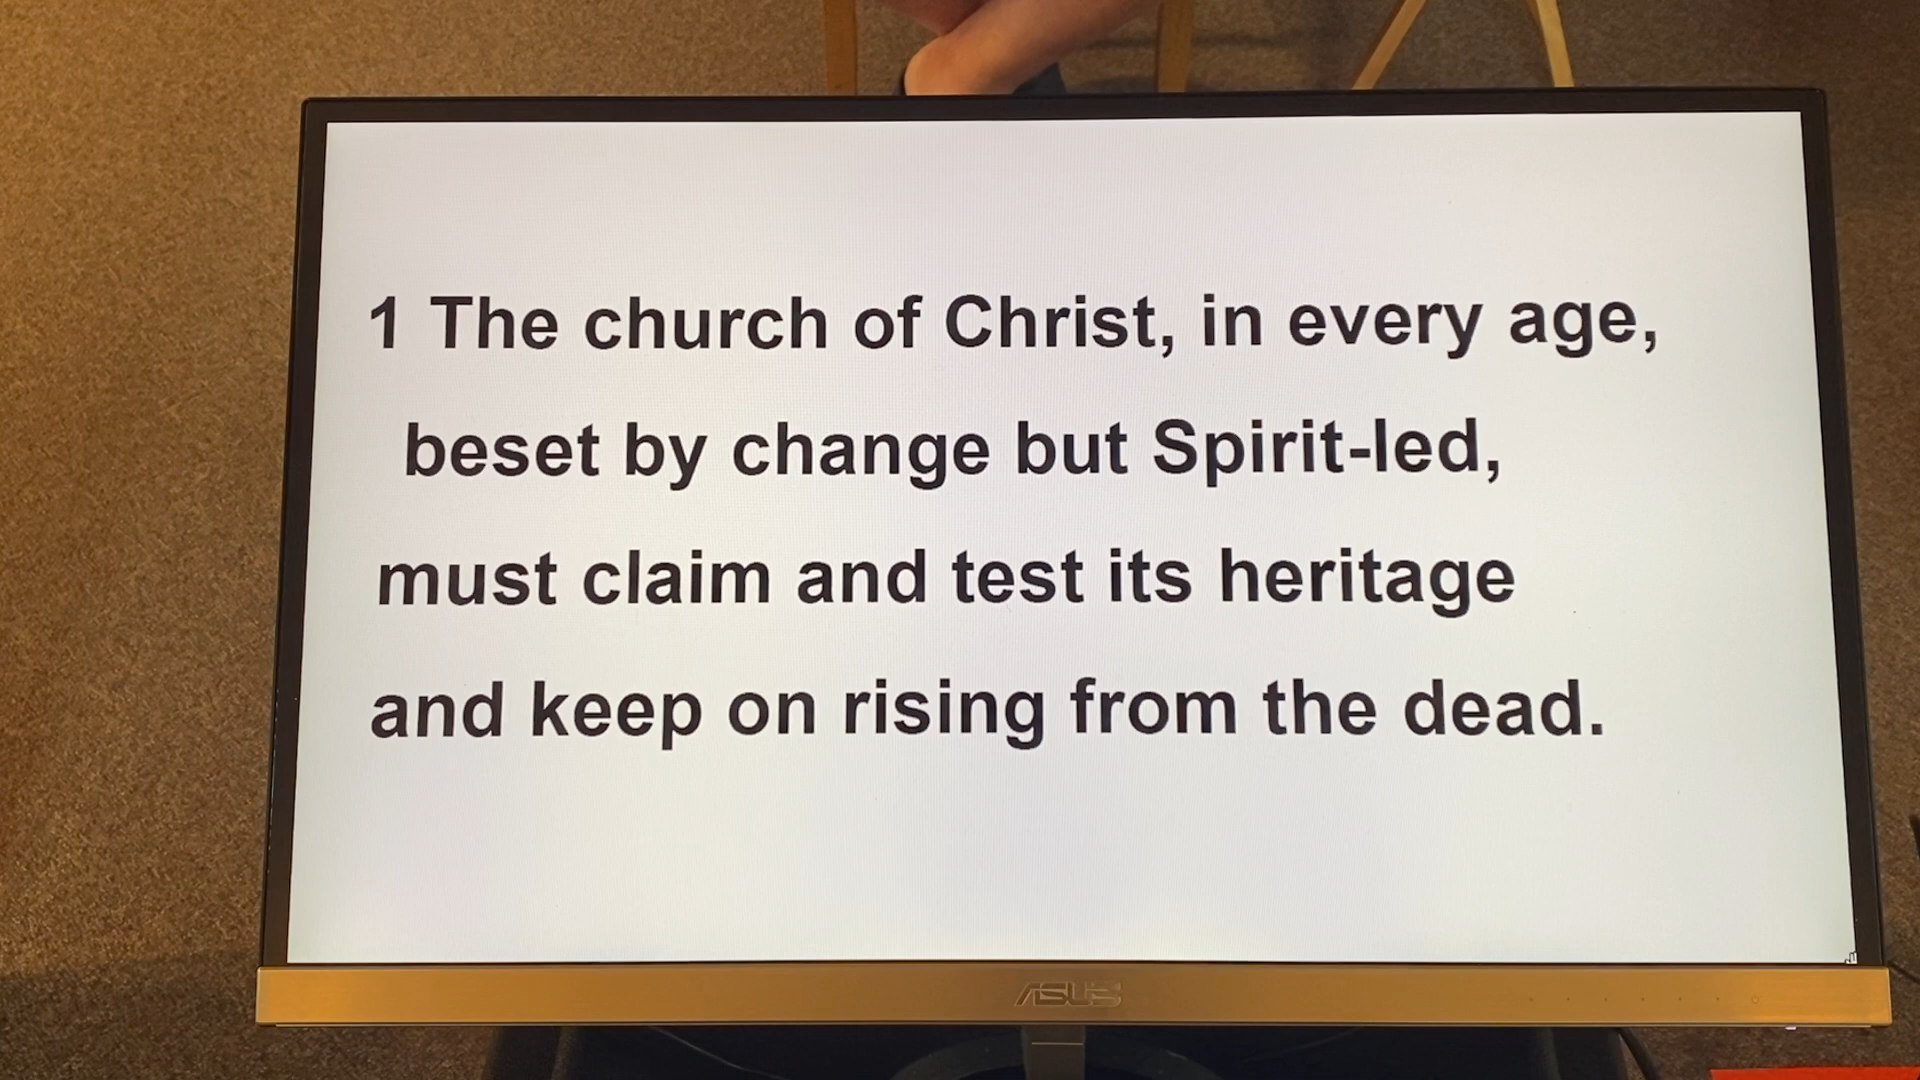 1 The church of Christ, in every age,
beset by change but Spirit-led,
must claim and test its heritage
and keep on rising from the dead.
ASUS